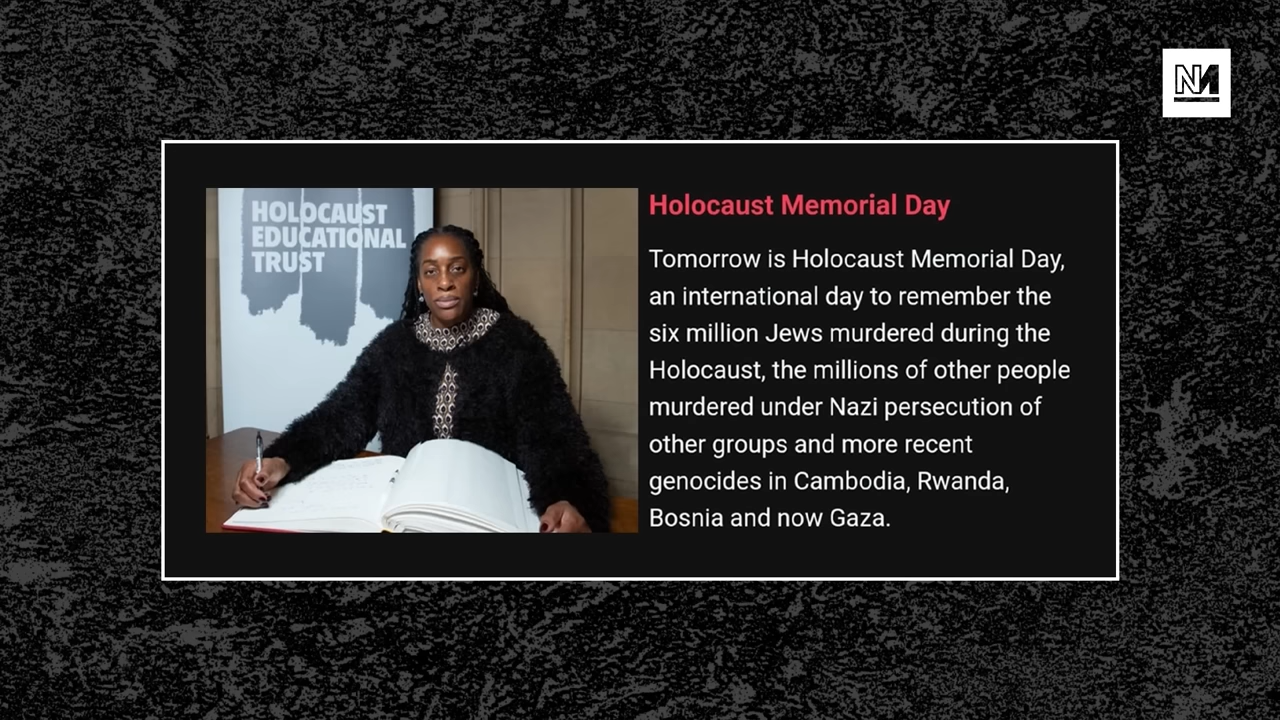 NM
HOLOCAUST
EDUCATIONAL
TRUST
Holocaust Memorial Day
Tomorrow is Holocaust Memorial Day,
an international day to remember the
six million Jews murdered during the
Holocaust, the millions of other people
murdered under Nazi persecution of
other groups and more recent
genocides in Cambodia, Rwanda,
Bosnia and now Gaza.